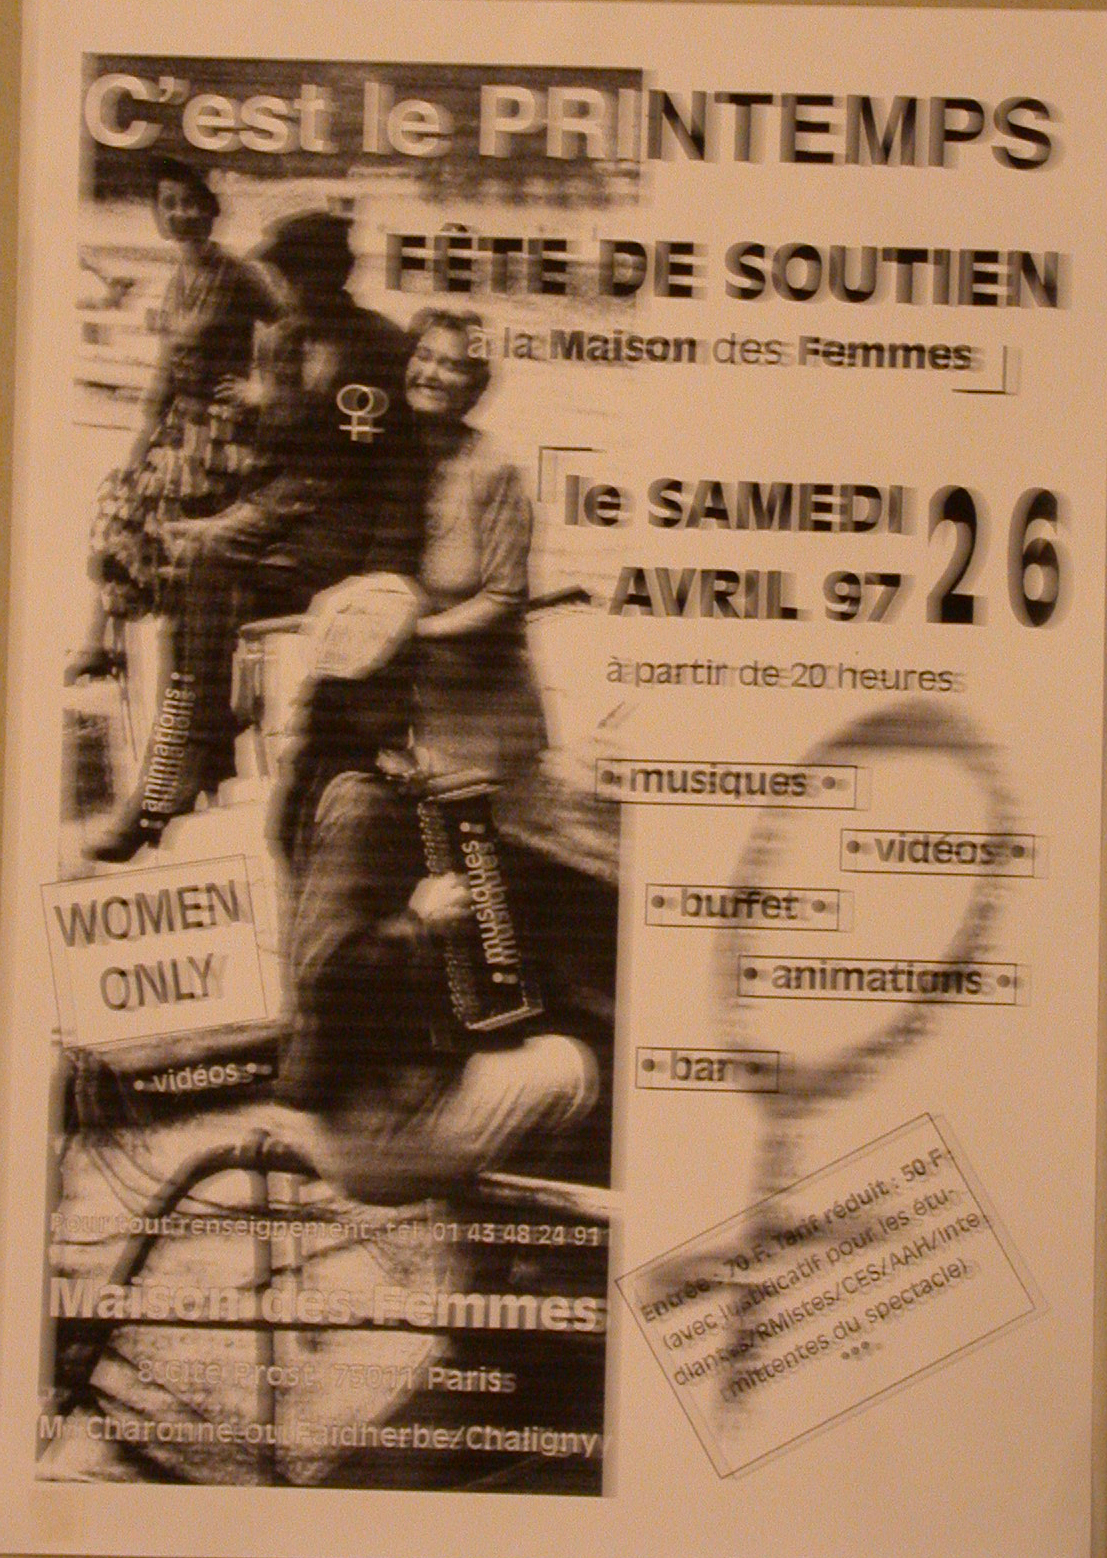 C'est le PRINTEMPS
FÊTE DE SOUTIEN
à la Maison des Femmes
le SAMEDI 26
AVRIL 97
à partir de 20 heures
• musiques •
• vidéos •
• buffet •
• animations •
• bar •
• animations •
• musiques •
WOMEN
ONLY
• vidéos •
Pour tout renseignement tél 01 43 48 24 91
Maison des Femmes
8 cité Prost 75011 Paris
M° Charonne ou Faidherbe/Chaligny
Entrée : 70 F. Tarif réduit : 50 F.
(avec justificatif pour les étu-
diantes/RMistes/CES/AAH/Inte
rmittentes du spectacle)
•••